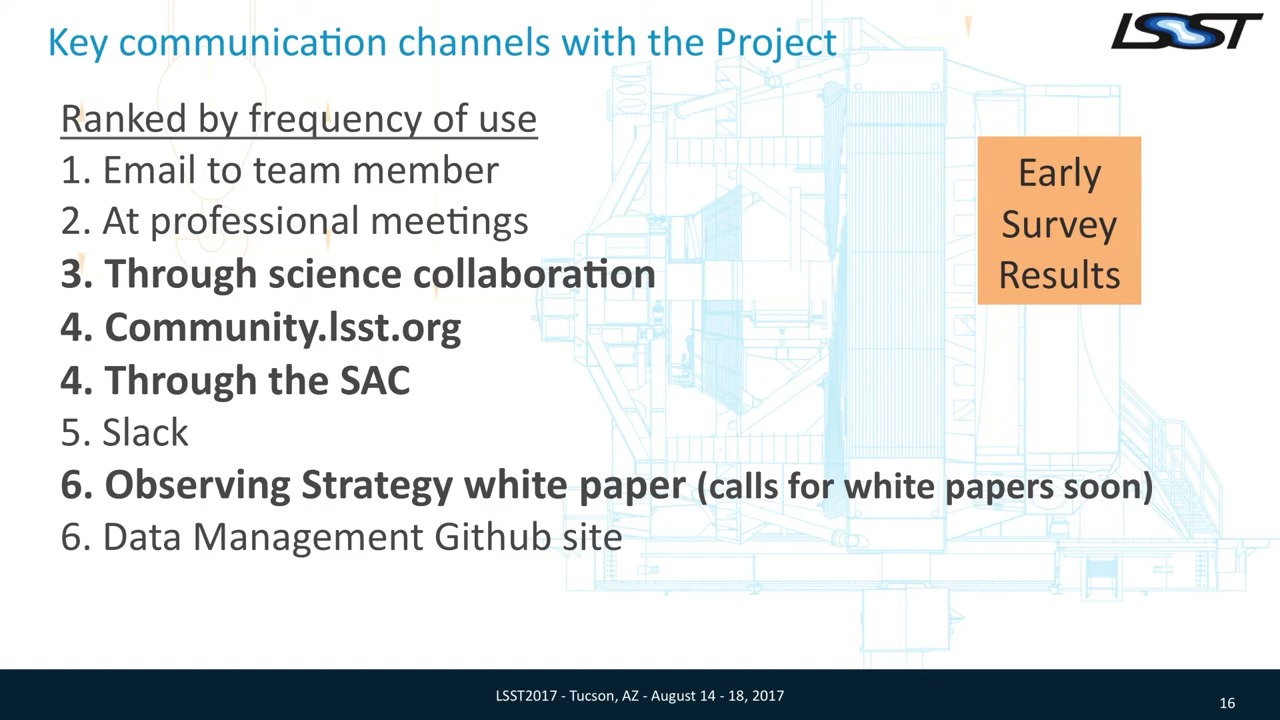 Key communication channels with the Project
LSST
Ranked by frequency of use
1. Email to team member
2. At professional meetings
3. Through science collaboration
4. Community.lsst.org
4. Through the SAC
5. Slack
6. Observing Strategy white paper (calls for white papers soon)
6. Data Management Github site
Early
Survey
Results
LSST2017 - Tucson, AZ - August 14 - 18, 2017
16